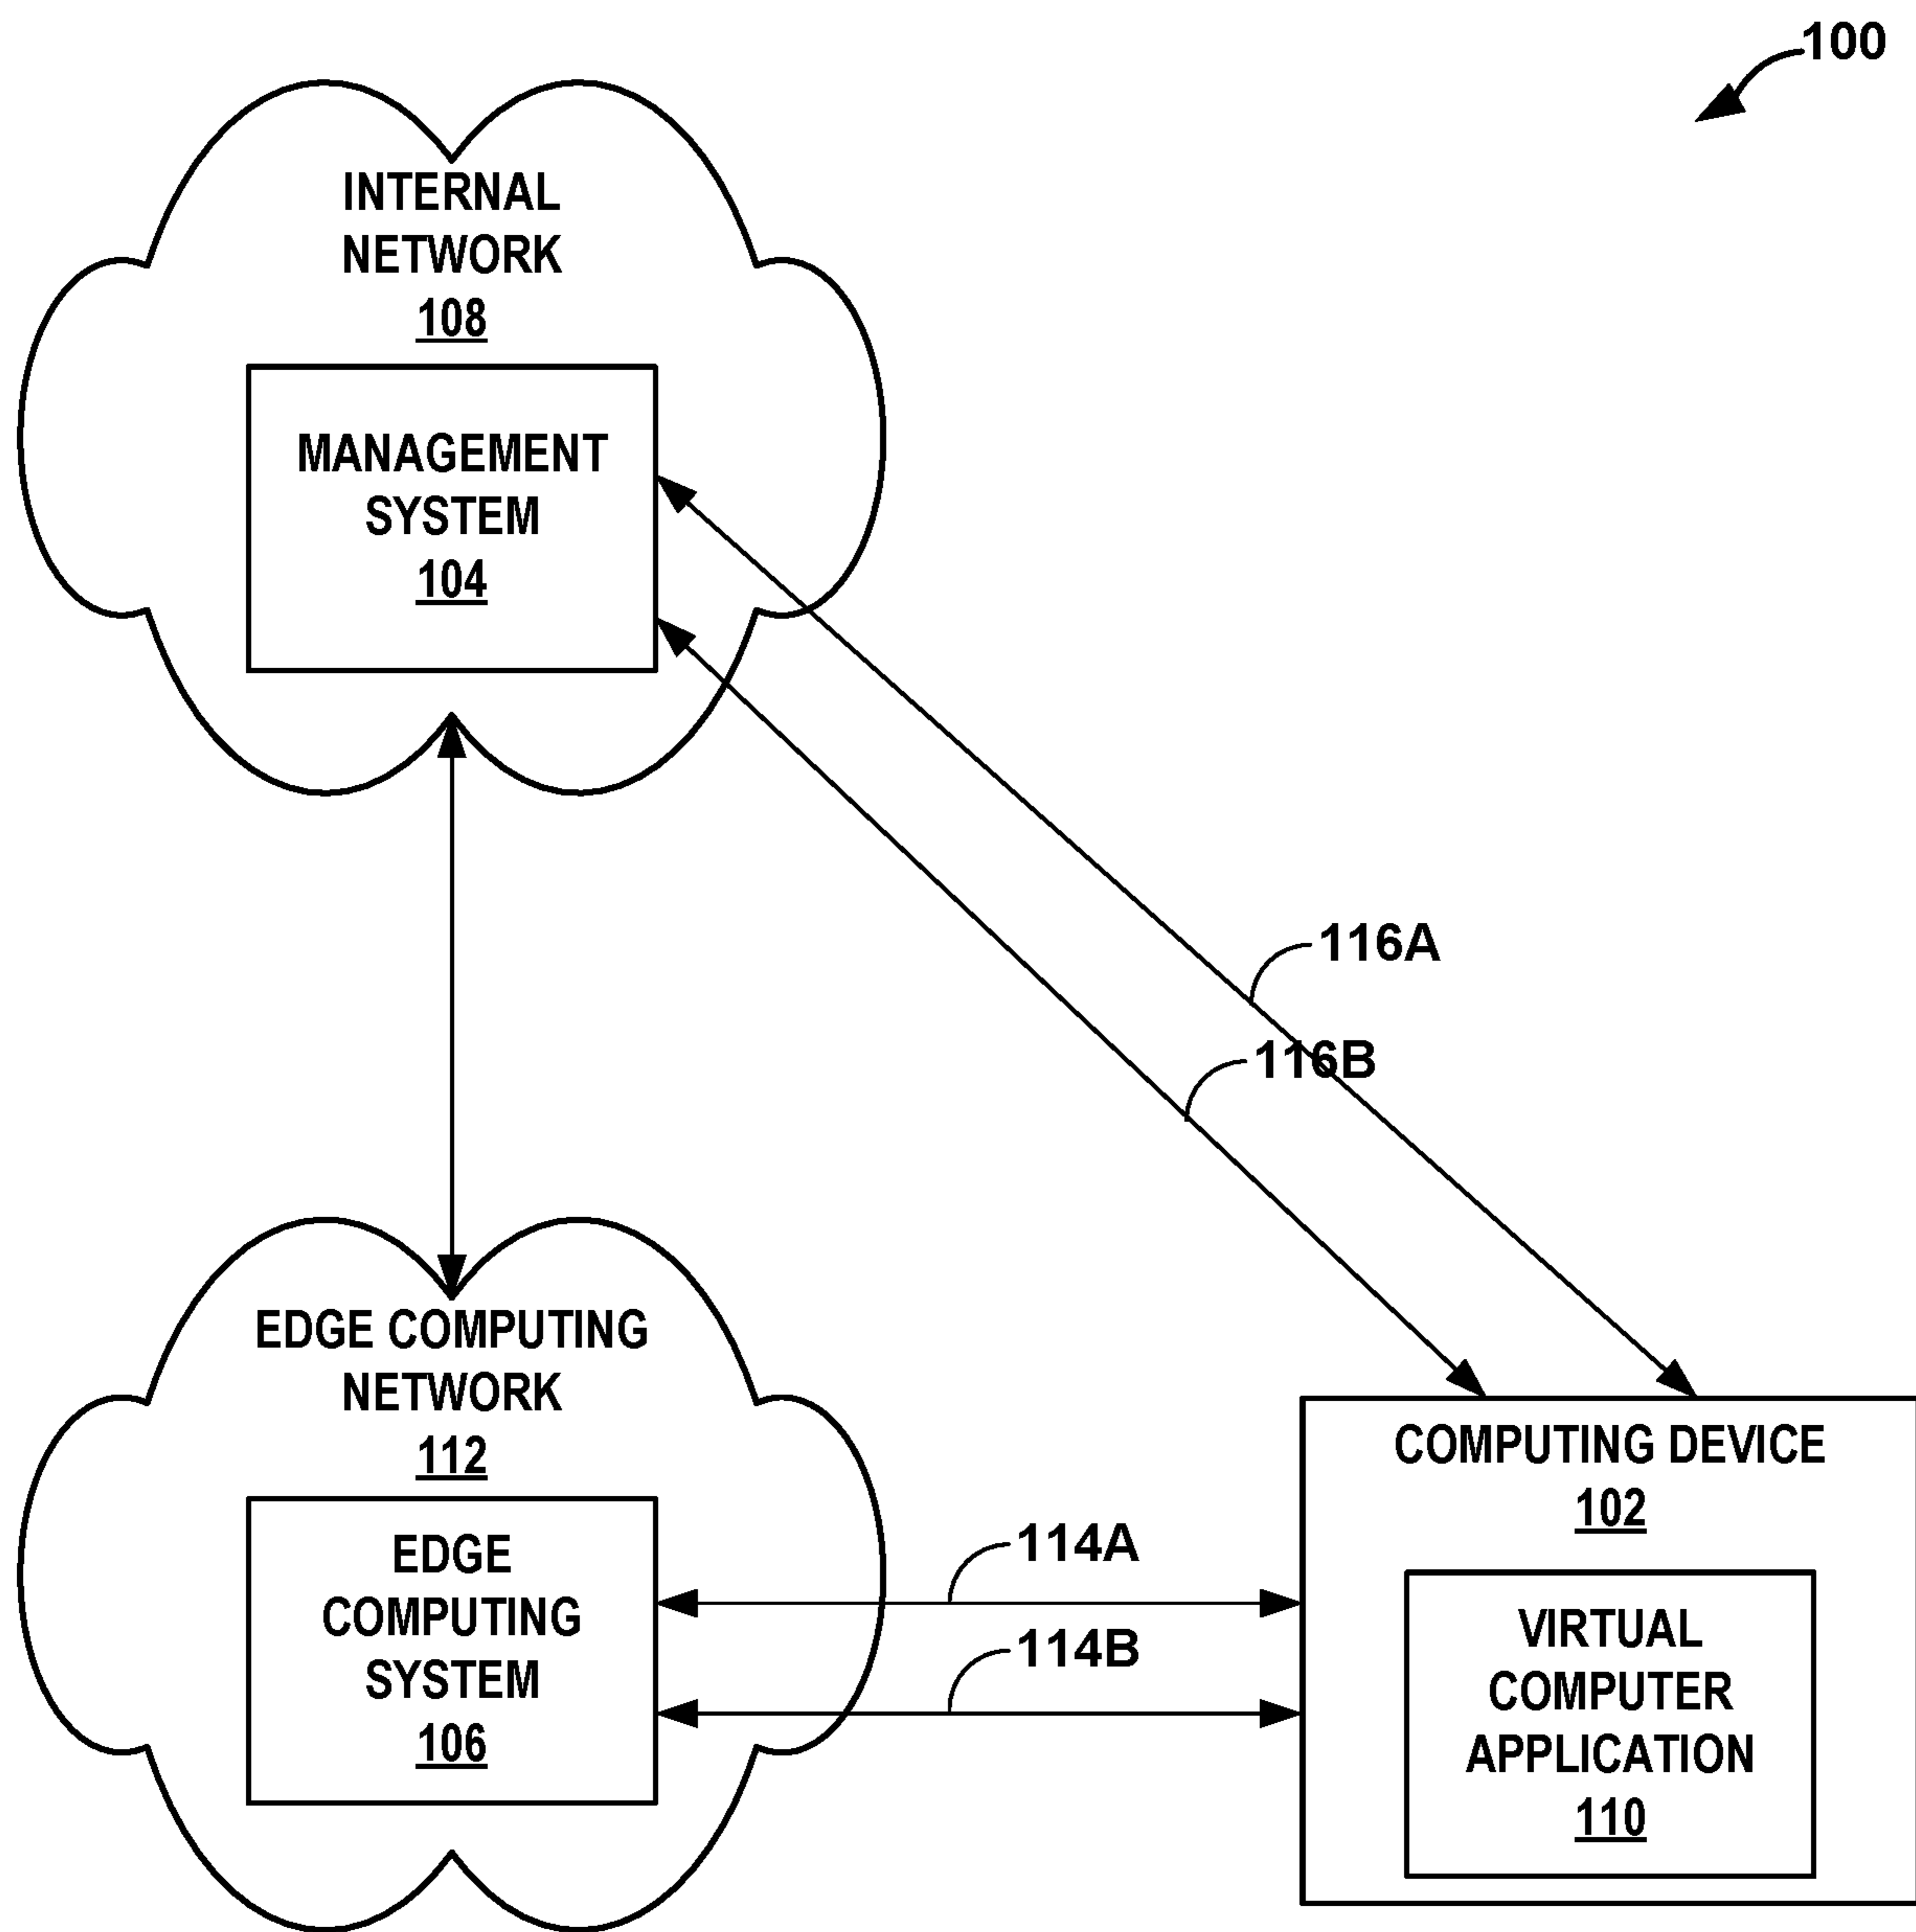 100
INTERNAL
NETWORK
108
MANAGEMENT
SYSTEM
104
116A
116B
EDGE COMPUTING
NETWORK
112
EDGE
COMPUTING
SYSTEM
106
114A
114B
COMPUTING DEVICE
102
VIRTUAL
COMPUTER
APPLICATION
110